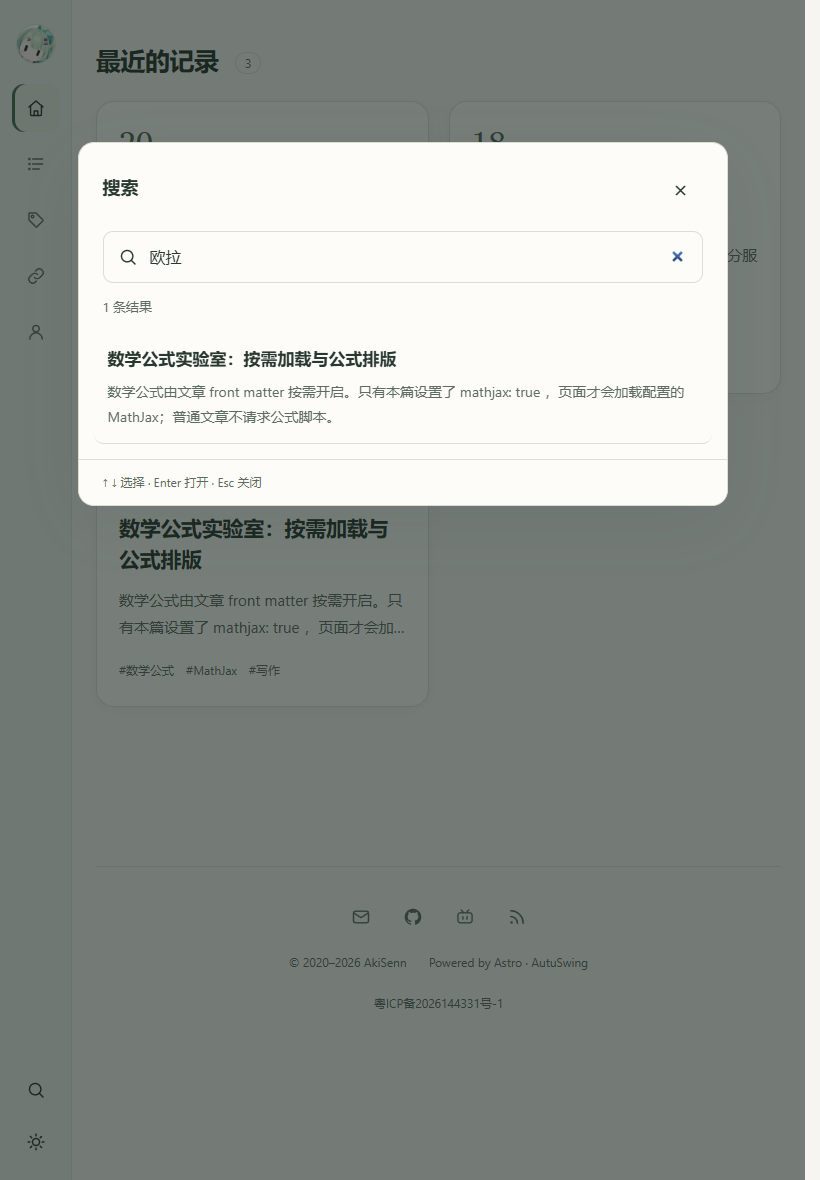 最近的记录 3
20
18
搜索
欧拉
分服
1 条结果
数学公式实验室：按需加载与公式排版
数学公式由文章 front matter 按需开启。只有本篇设置了 mathjax: true ，页面才会加载配置的
MathJax；普通文章不请求公式脚本。
↑↓选择 · Enter 打开 · Esc 关闭
数学公式实验室：按需加载与
公式排版
数学公式由文章 front matter 按需开启。只
有本篇设置了 mathjax: true ，页面才会加...
#数学公式 #MathJax #写作
© 2020–2026 AkiSenn Powered by Astro · AutuSwing
粤ICP备2026144331号-1